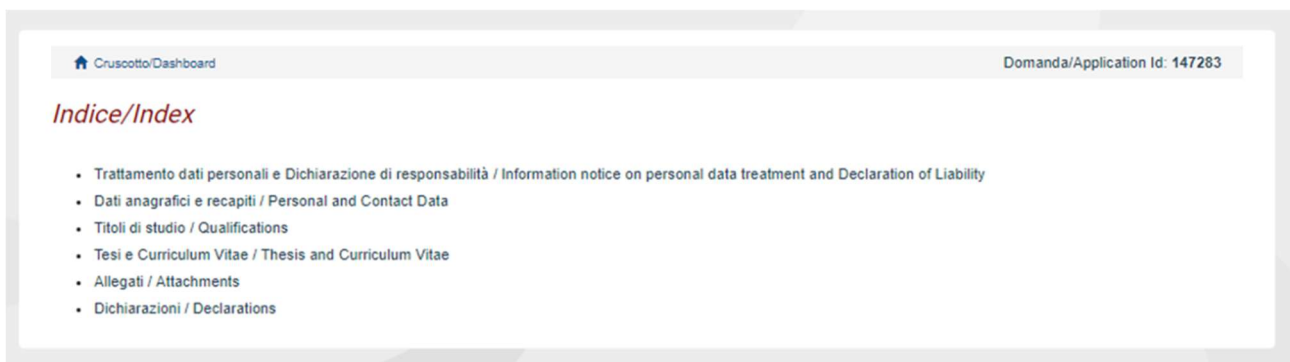 Cruscotto/Dashboard Domanda/Application Id: 147283
Indice/Index
• Trattamento dati personali e Dichiarazione di responsabilità / Information notice on personal data treatment and Declaration of Liability
• Dati anagrafici e recapiti / Personal and Contact Data
• Titoli di studio / Qualifications
• Tesi e Curriculum Vitae / Thesis and Curriculum Vitae
• Allegati / Attachments
• Dichiarazioni / Declarations